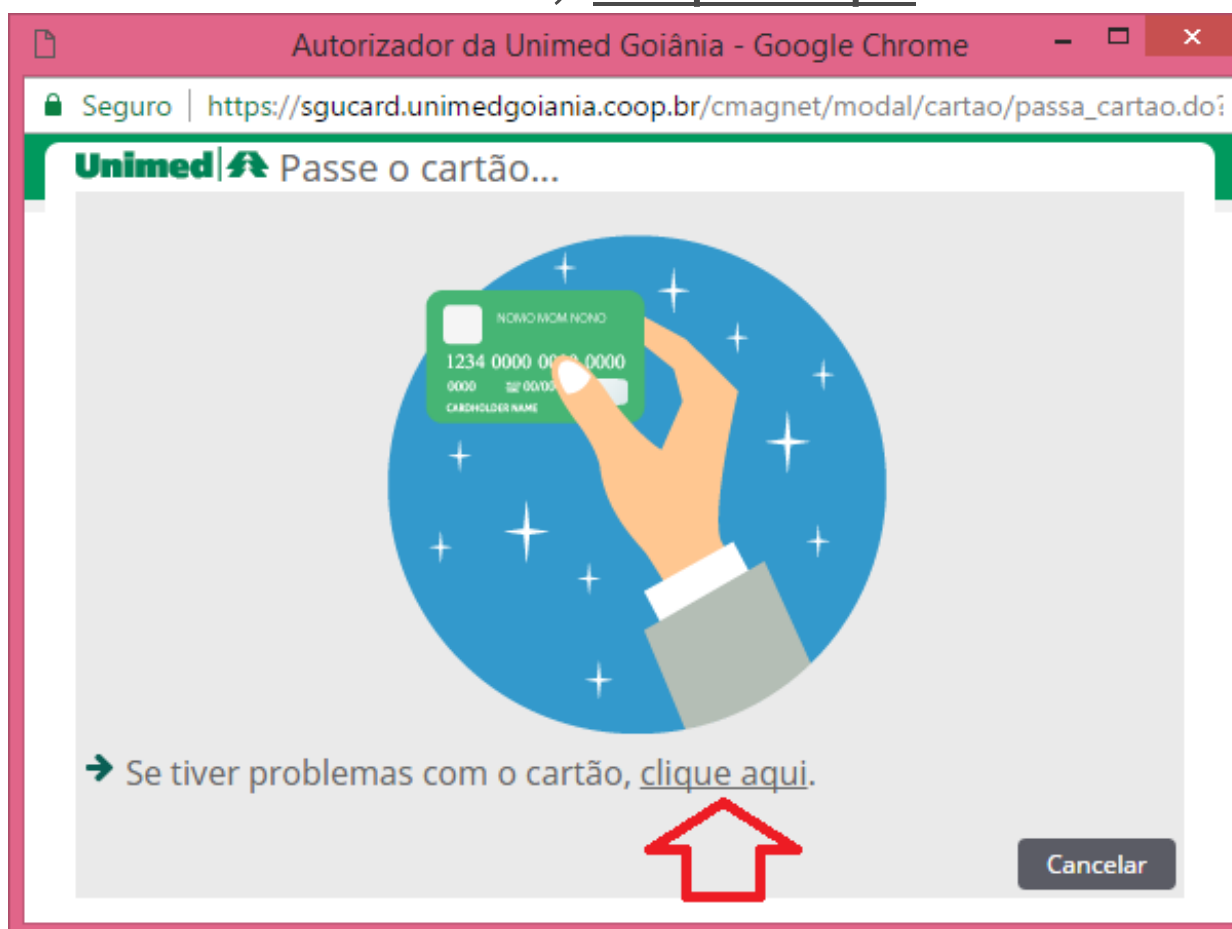 Autorizador da Unimed Goiânia - Google Chrome
Seguro | https://sgucard.unimedgoiania.coop.br/cmagnet/modal/cartao/passa_cartao.do?
Unimed Passe o cartão...
NOMO MOM NONO
1234 0000 0000 0000
0000 00/00
CARDHOLDER NAME
Se tiver problemas com o cartão, clique aqui.
Cancelar